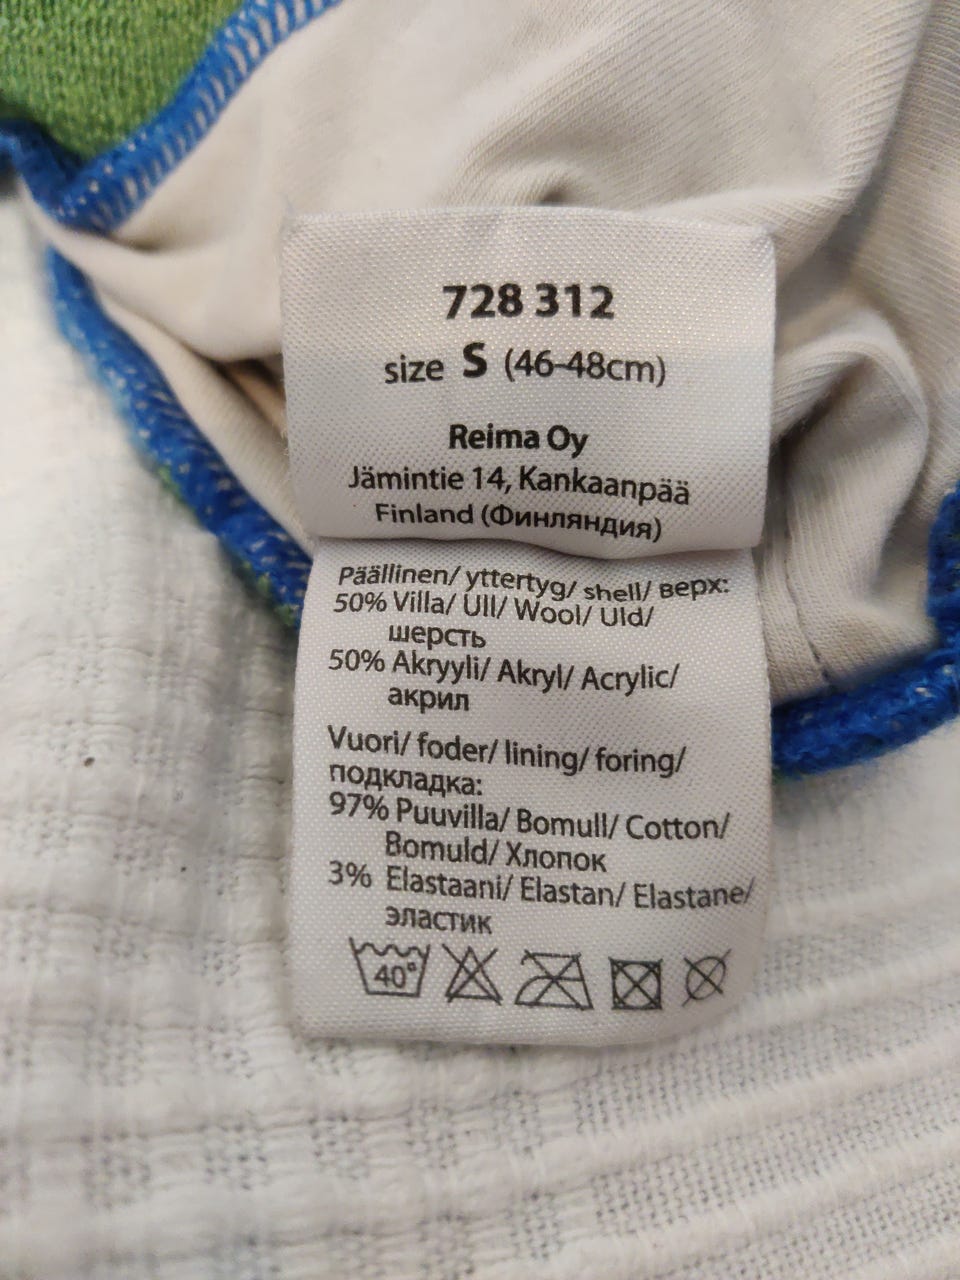 728 312
size S (46-48cm)
Reima Oy
Jämintie 14, Kankaanpää
Finland (Финляндия)
Päällinen/ yttertyg/ shell/ верх:
50% Villa/ Ull/ Wool/ Uld/
шерсть
50% Akryyli/ Akryl/ Acrylic/
акрил
Vuori/ foder/ lining/ foring/
подкладка:
97% Puuvilla/ Bomull/ Cotton/
Bomuld/ Хлопок
3% Elastaani/ Elastan/ Elastane/
эластик
40°